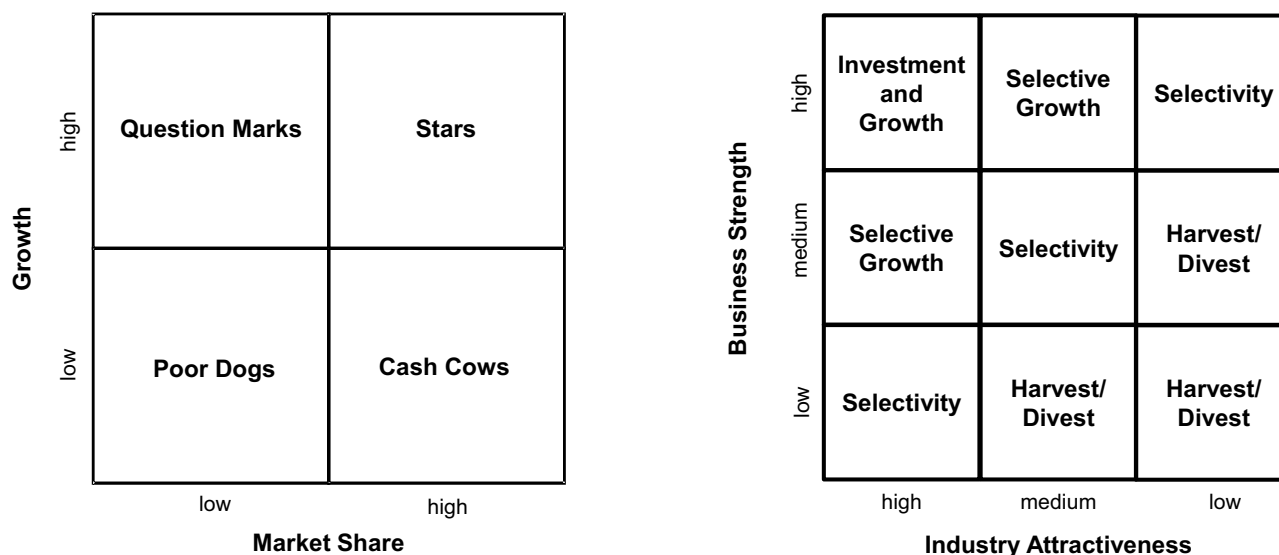 Growth
high
low
Question Marks
Stars
Poor Dogs
Cash Cows
low
high
Market Share
Business Strength
high
medium
low
Investment
and
Growth
Selective
Growth
Selectivity
Selective
Growth
Selectivity
Harvest/
Divest
Selectivity
Harvest/
Divest
Harvest/
Divest
high
medium
low
Industry Attractiveness